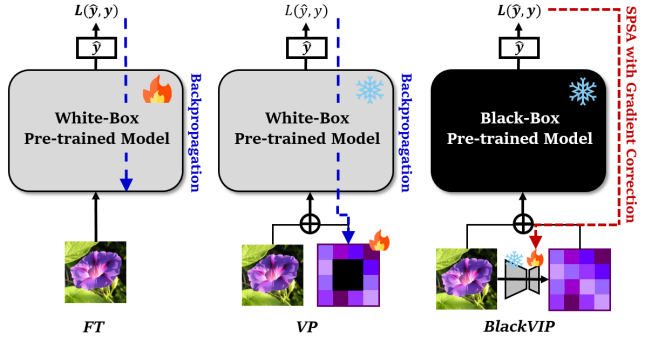 L(ŷ, y)
ŷ
White-Box
Pre-trained Model
Backpropagation
FT
L(ŷ, y)
ŷ
White-Box
Pre-trained Model
Backpropagation
VP
L(ŷ, y)
ŷ
Black-Box
Pre-trained Model
SPSA with Gradient Correction
BlackVIP